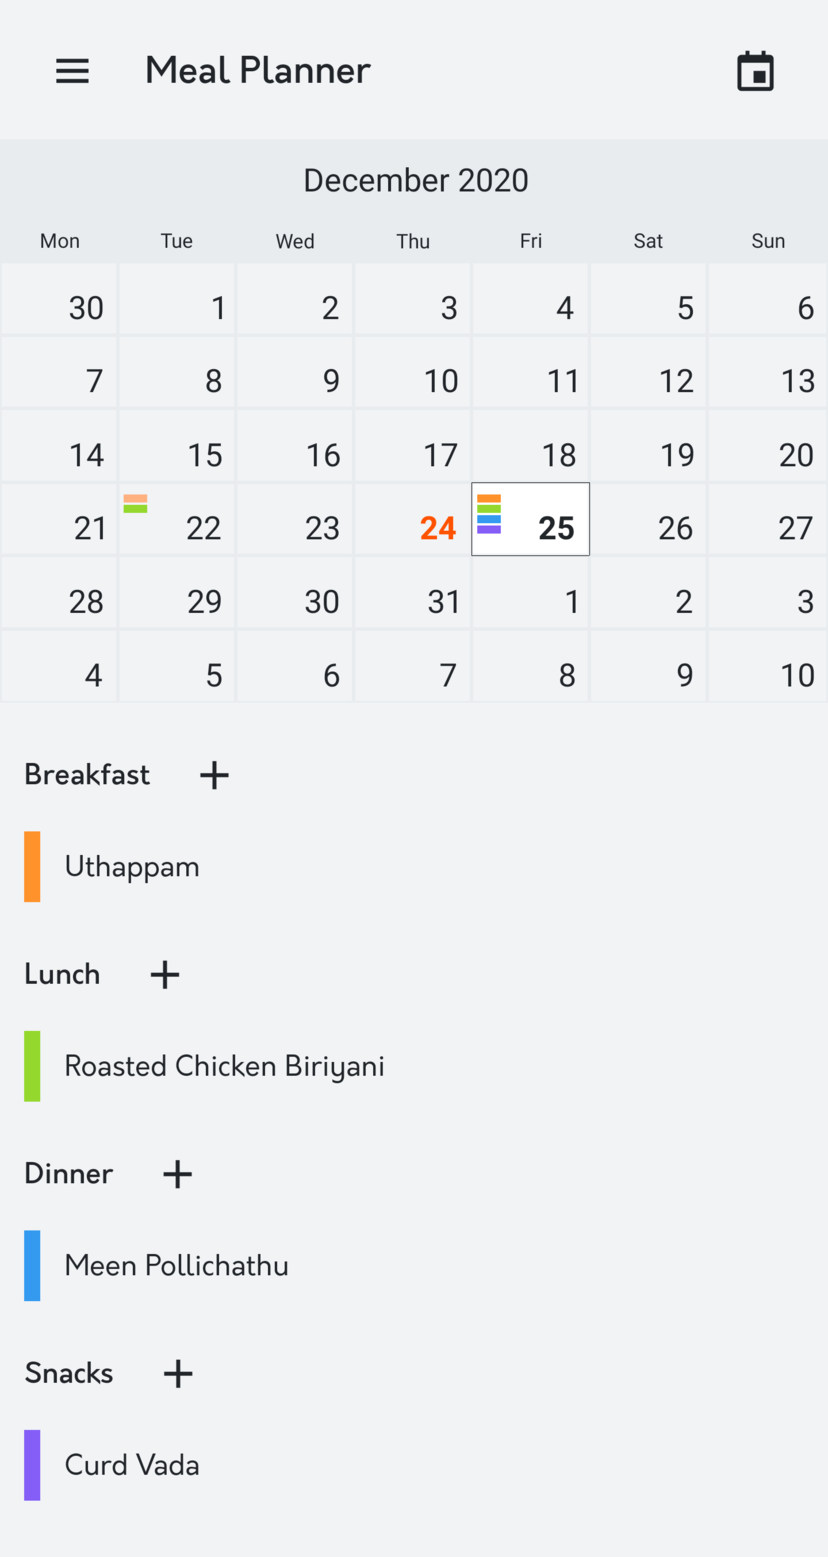 Meal Planner
December 2020
Mon Tue Wed Thu Fri Sat Sun
30 1 2 3 4 5 6
7 8 9 10 11 12 13
14 15 16 17 18 19 20
21 22 23 24 25 26 27
28 29 30 31 1 2 3
4 5 6 7 8 9 10
Breakfast +
Uthappam
Lunch +
Roasted Chicken Biriyani
Dinner +
Meen Pollichathu
Snacks +
Curd Vada